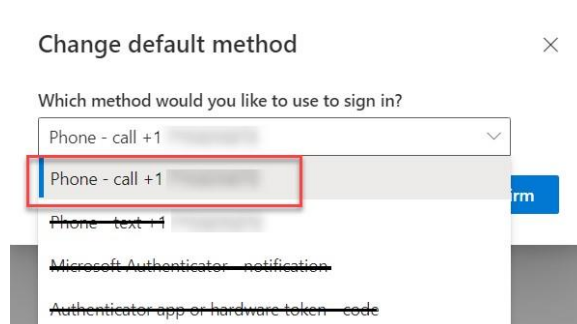 Change default method
Which method would you like to use to sign in?
Phone - call +1
Phone - call +1
irm
Phone - text +1
Microsoft Authenticator - notification
Authenticator app or hardware token - code